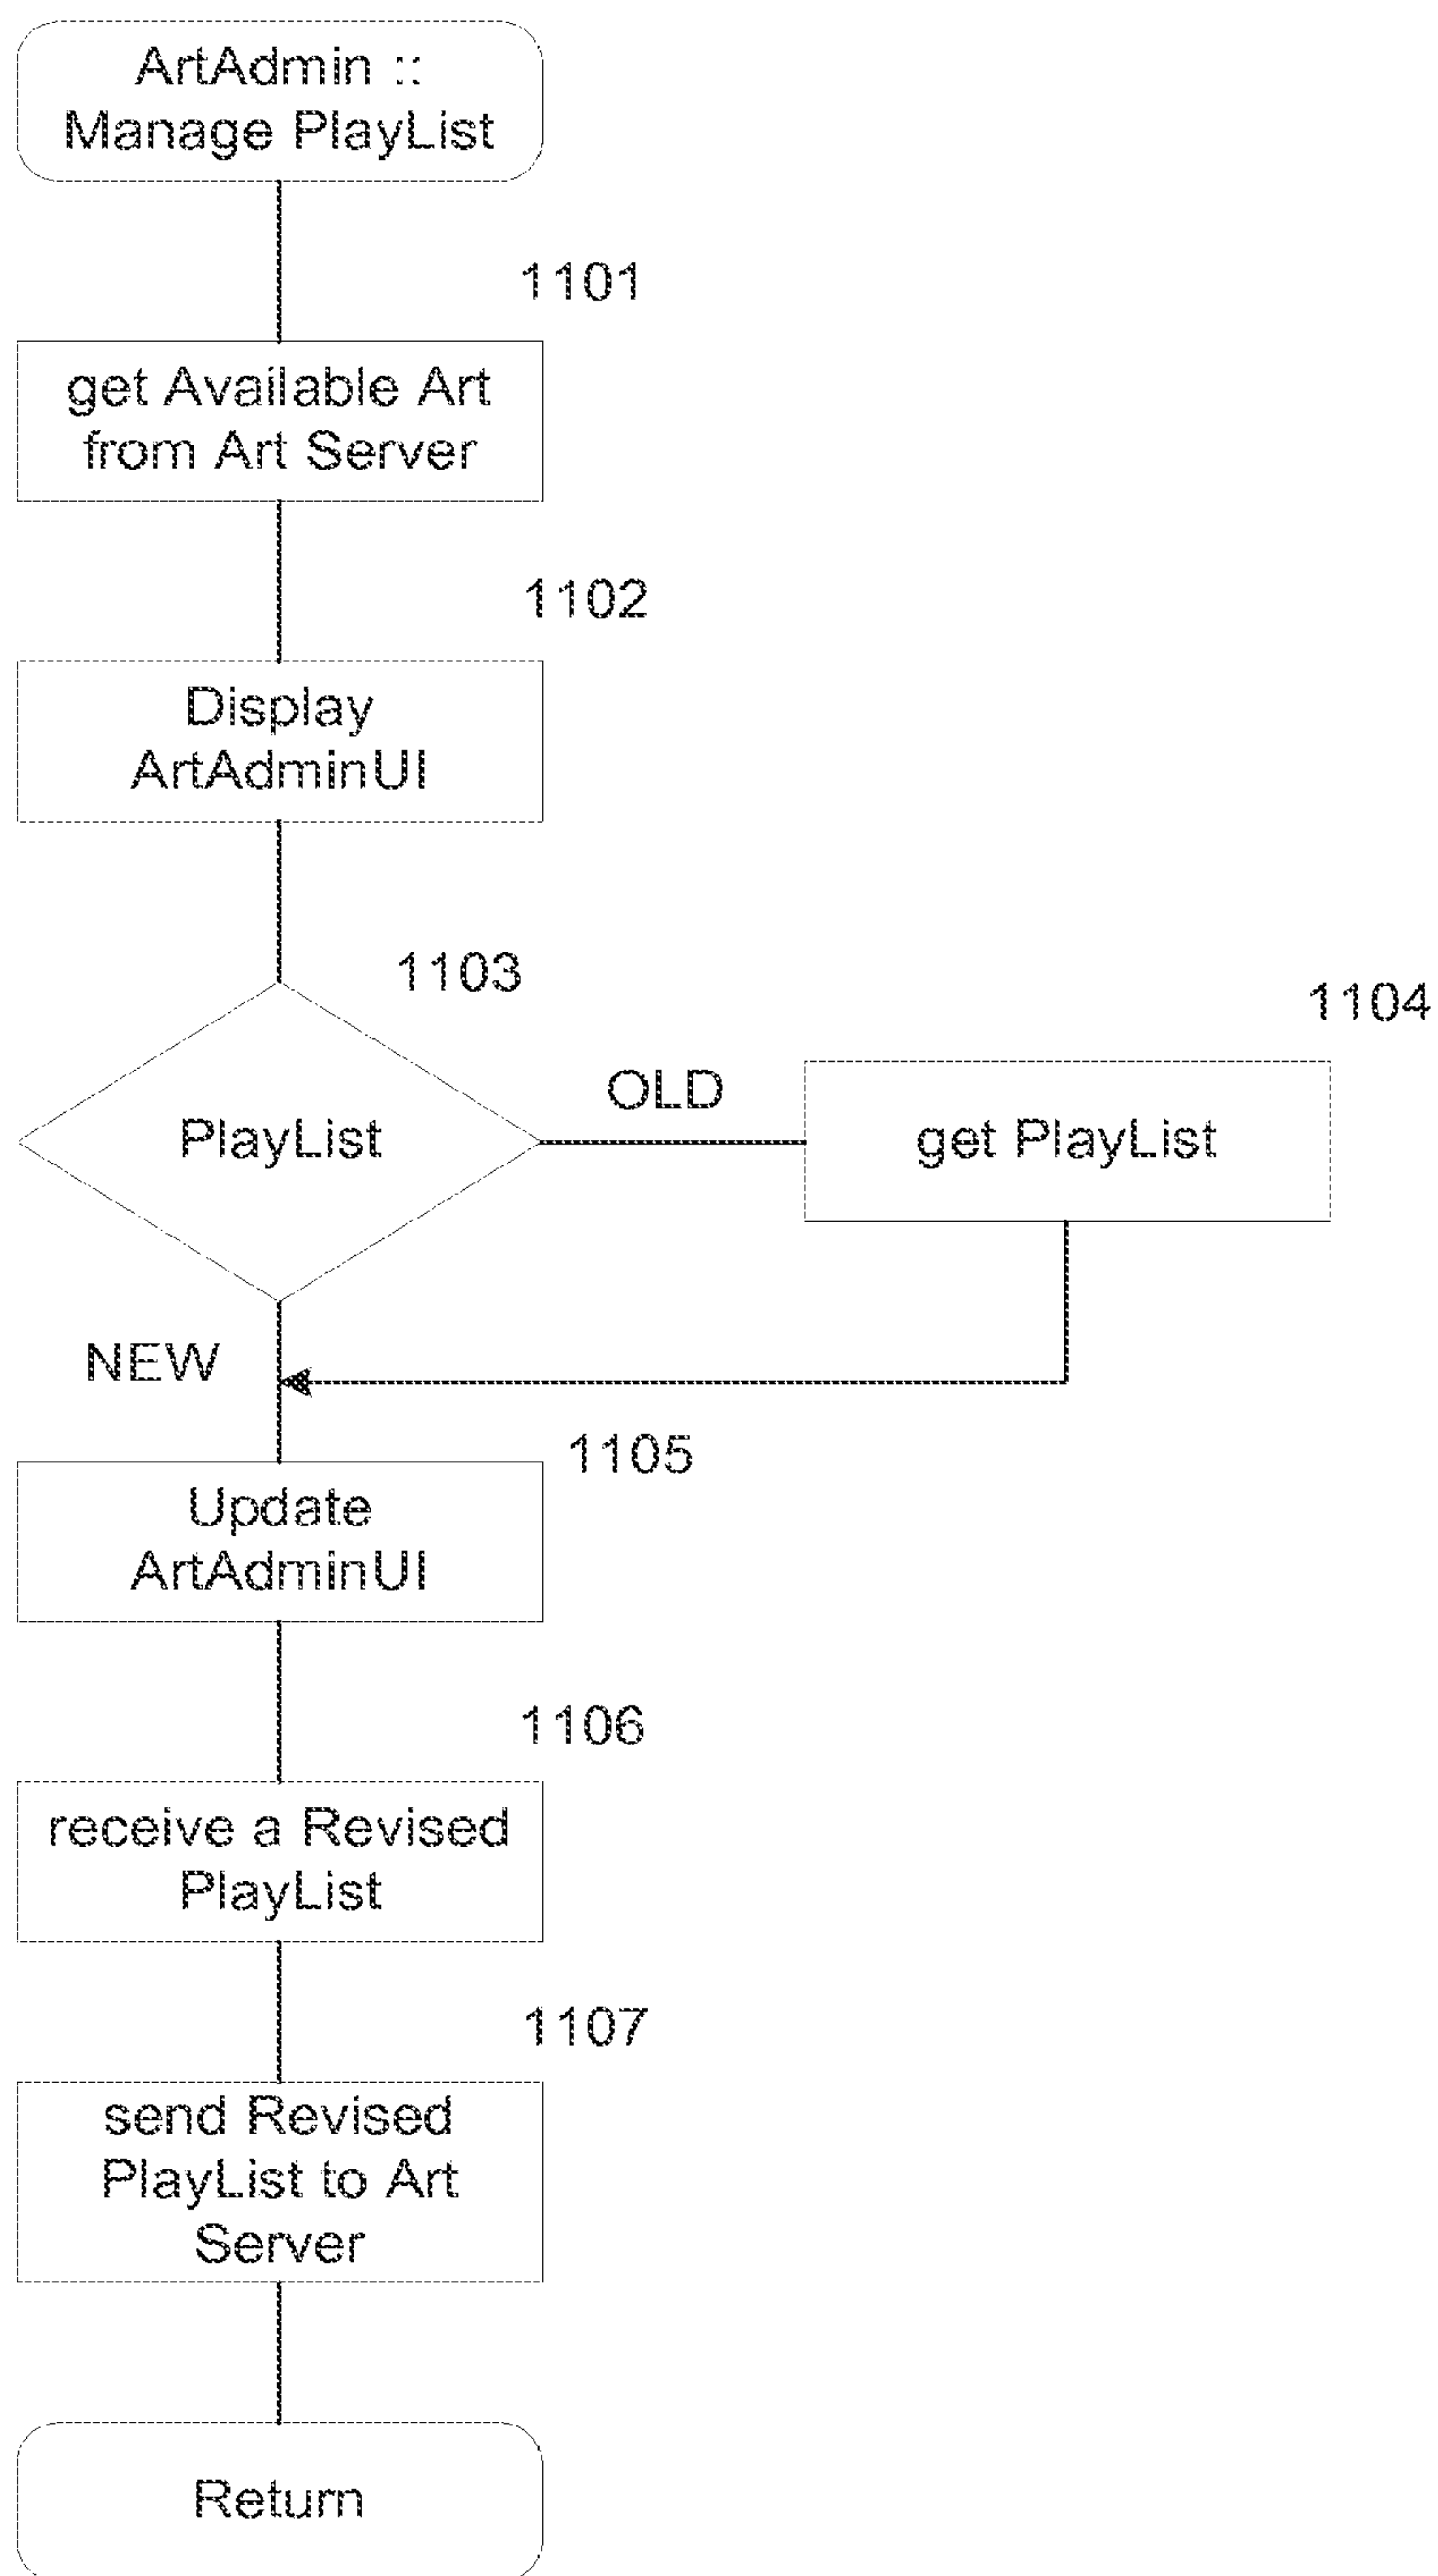 ArtAdmin ::
Manage PlayList
1101
get Available Art
from Art Server
1102
Display
ArtAdminUI
1103
1104
PlayList
OLD
get PlayList
NEW
1105
Update
ArtAdminUI
1106
receive a Revised
PlayList
1107
send Revised
PlayList to Art
Server
Return